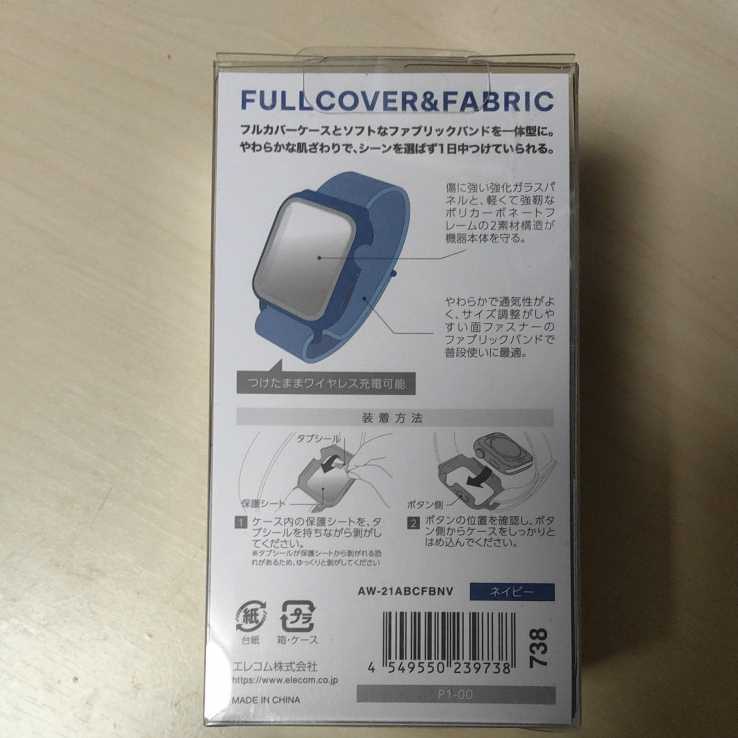 FULLCOVER&FABRIC
フルカバーケースとソフトなファブリックバンドを一体型に。
やわらかな肌ざわりで、シーンを選ばず1日中つけていられる。
傷に強い強化ガラスパ
ネルと、軽くて強靭な
ポリカーボネートフ
レームの2素材構造が
機器本体を守る。
やわらかで通気性がよ
く、サイズ調整がしや
すい面ファスナーの
ファブリックバンドで
普段使いに最適。
つけたままワイヤレス充電可能
装着方法
タブシール
保護シート
ボタン側
1 ケース内の保護シートを、タ
ブシールを持ちながら剥がし
てください。
※タブシールが保護シートから剥がれる恐
れがあるため、ゆっくりと剥がしてください
2 ボタンの位置を確認し、ボタ
ン側からケースをしっかりと
はめ込んでください。
AW-21ABCFBNV ネイビー
紙
台紙
プラ
箱・ケース
エレコム株式会社
https://www.elecom.co.jp
MADE IN CHINA
4 549550 239738
738
P1-00